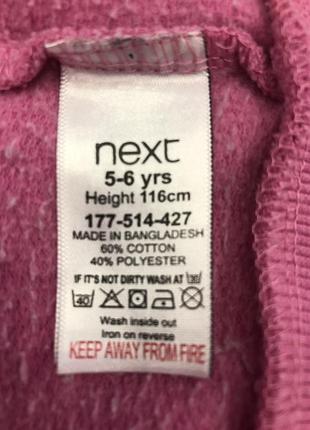 next
5-6 yrs
Height 116cm
177-514-427
MADE IN BANGLADESH
60% COTTON
40% POLYESTER
IF IT'S NOT DIRTY WASH AT 30
40
Wash inside out
Iron on reverse
KEEP AWAY FROM FIRE